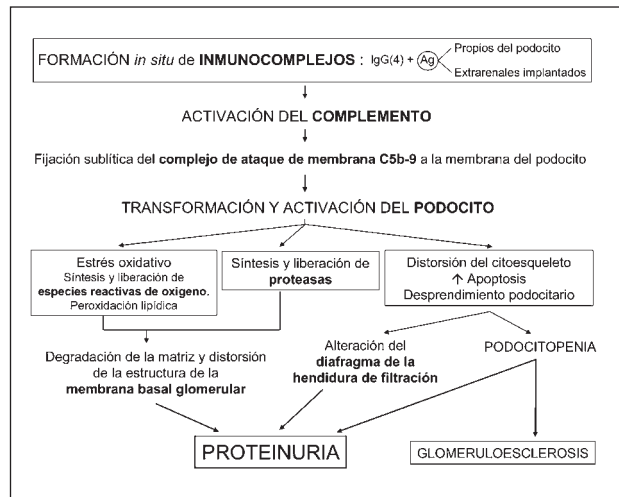 FORMACIÓN in situ de INMUNOCOMPLEJOS : IgG(4) + Ag
Propios del podocito
Extrarenales implantados
ACTIVACIÓN DEL COMPLEMENTO
Fijación sublítica del complejo de ataque de membrana C5b-9 a la membrana del podocito
TRANSFORMACIÓN Y ACTIVACIÓN DEL PODOCITO
Estrés oxidativo
Síntesis y liberación de
especies reactivas de oxigeno.
Peroxidación lipídica
Síntesis y liberación de
proteasas
Distorsión del citoesqueleto
↑ Apoptosis
Desprendimiento podocitario
Degradación de la matriz y distorsión
de la estructura de la
membrana basal glomerular
Alteración del
diafragma de la
hendidura de filtración
PODOCITOPENIA
PROTEINURIA
GLOMERULOESCLEROSIS